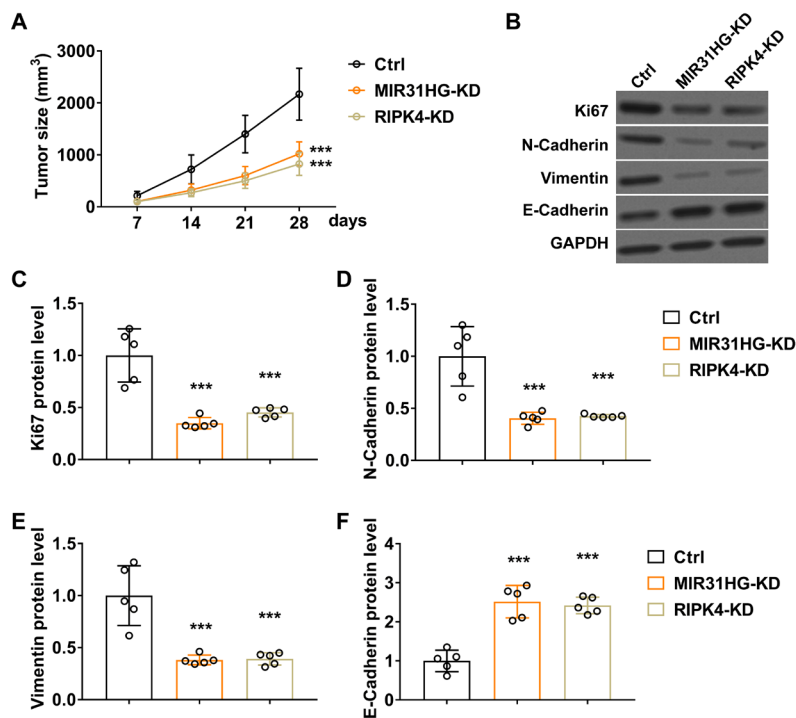 A
Tumor size (mm³)
3000
2000
1000
0
7 14 21 28 days
Ctrl
MIR31HG-KD
RIPK4-KD
***
***
B
Ctrl MIR31HG-KD RIPK4-KD
Ki67
N-Cadherin
Vimentin
E-Cadherin
GAPDH
C
Ki67 protein level
1.5
1.0
0.5
0.0
*** ***
D
N-Cadherin protein level
1.5
1.0
0.5
0.0
*** ***
Ctrl
MIR31HG-KD
RIPK4-KD
E
Vimentin protein level
1.5
1.0
0.5
0.0
*** ***
F
E-Cadherin protein level
4
3
2
1
0
*** ***
Ctrl
MIR31HG-KD
RIPK4-KD